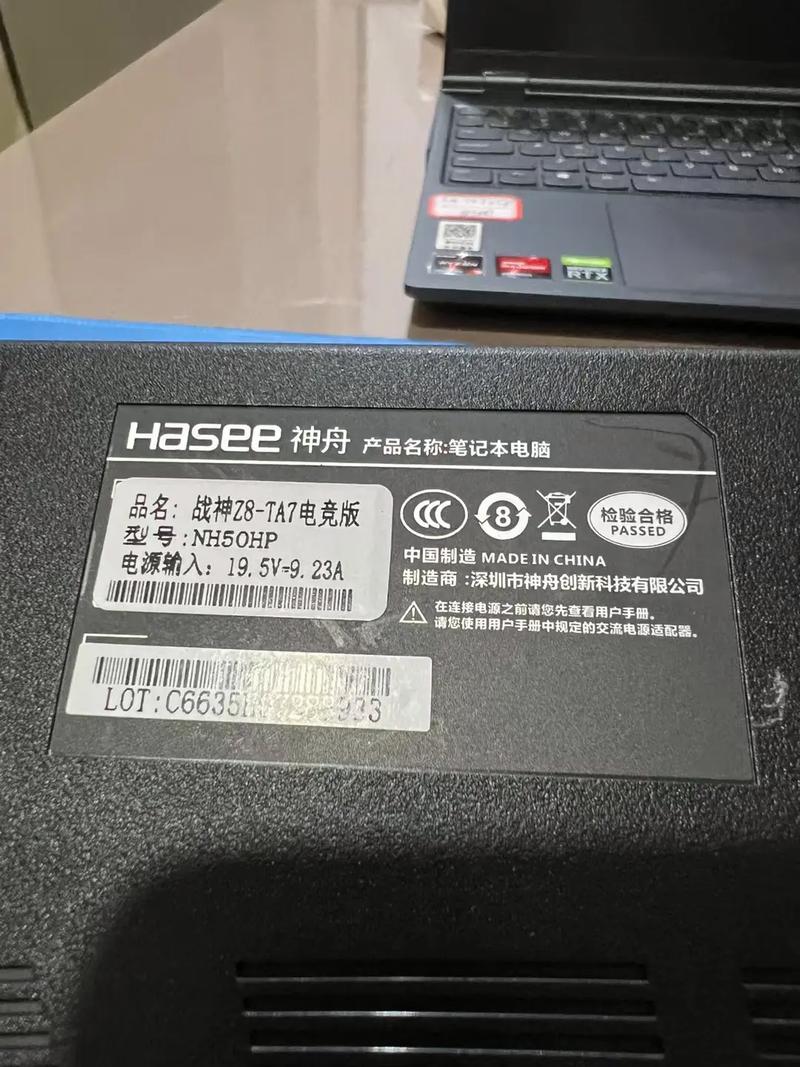 RTX
Hasee 神舟 产品名称:笔记本电脑
品名: 战神Z8-TA7电竞版
型号:NH50HP
电源输入: 19.5V=9.23A
8
检验合格
PASSED
中国制造 MADE IN CHINA
制造商:深圳市神舟创新科技有限公司
在连接电源之前请您先查看用户手册。
请您使用用户手册中规定的交流电源适配器。
LOT:C6635